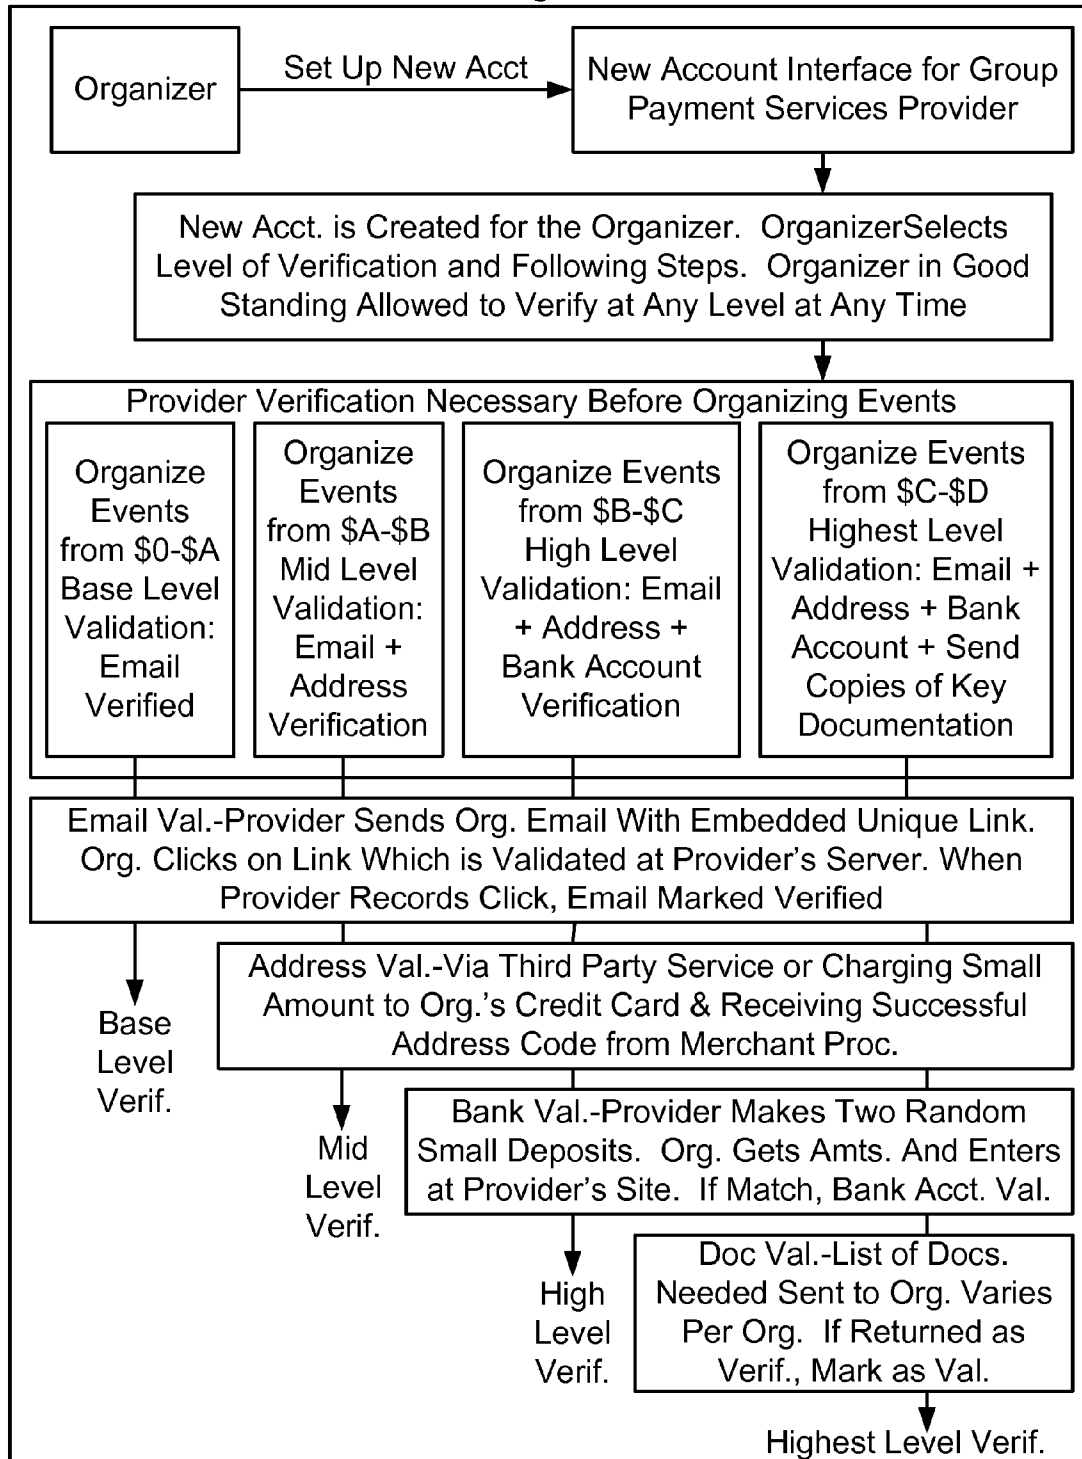 Organizer
Set Up New Acct
New Account Interface for Group
Payment Services Provider
New Acct. is Created for the Organizer.  OrganizerSelects
Level of Verification and Following Steps.  Organizer in Good
Standing Allowed to Verify at Any Level at Any Time
Provider Verification Necessary Before Organizing Events
Organize
Events
from $0-$A
Base Level
Validation:
Email
Verified
Organize
Events
from $A-$B
Mid Level
Validation:
Email +
Address
Verification
Organize Events
from $B-$C
High Level
Validation: Email
+ Address +
Bank Account
Verification
Organize Events
from $C-$D
Highest Level
Validation: Email +
Address + Bank
Account + Send
Copies of Key
Documentation
Email Val.-Provider Sends Org. Email With Embedded Unique Link.
Org. Clicks on Link Which is Validated at Provider's Server. When
Provider Records Click, Email Marked Verified
Address Val.-Via Third Party Service or Charging Small
Amount to Org.'s Credit Card & Receiving Successful
Address Code from Merchant Proc.
Base
Level
Verif.
Bank Val.-Provider Makes Two Random
Small Deposits.  Org. Gets Amts. And Enters
at Provider's Site.  If Match, Bank Acct. Val.
Mid
Level
Verif.
Doc Val.-List of Docs.
Needed Sent to Org. Varies
Per Org.  If Returned as
Verif., Mark as Val.
High
Level
Verif.
Highest Level Verif.